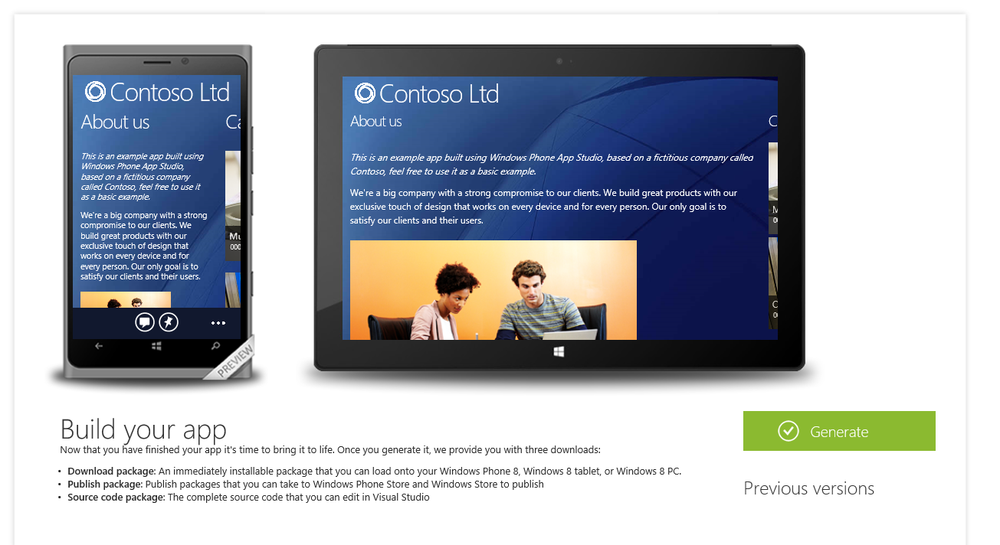 Contoso Ltd
About us
Ca
This is an example app built using
Windows Phone App Studio,
based on a fictitious company
called Contoso, feel free to use it
as a basic example.
We're a big company with a strong
compromise to our clients. We
build great products with our
exclusive touch of design that
works on every device and for
every person. Our only goal is to
satisfy our clients and their users.
Mu
000
PREVIEW
Contoso Ltd
About us
C
This is an example app built using Windows Phone App Studio, based on a fictitious company called
Contoso, feel free to use it as a basic example.
We're a big company with a strong compromise to our clients. We build great products with our
exclusive touch of design that works on every device and for every person. Our only goal is to
satisfy our clients and their users.
M
00
C
00
Build your app
Now that you have finished your app it's time to bring it to life. Once you generate it, we provide you with three downloads:
• Download package: An immediately installable package that you can load onto your Windows Phone 8, Windows 8 tablet, or Windows 8 PC.
• Publish package: Publish packages that you can take to Windows Phone Store and Windows Store to publish
• Source code package: The complete source code that you can edit in Visual Studio
Generate
Previous versions